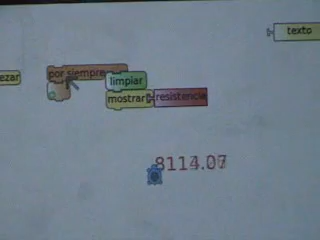 texto
ezar
por siempre
limpiar
mostrar resistencia
8114.07